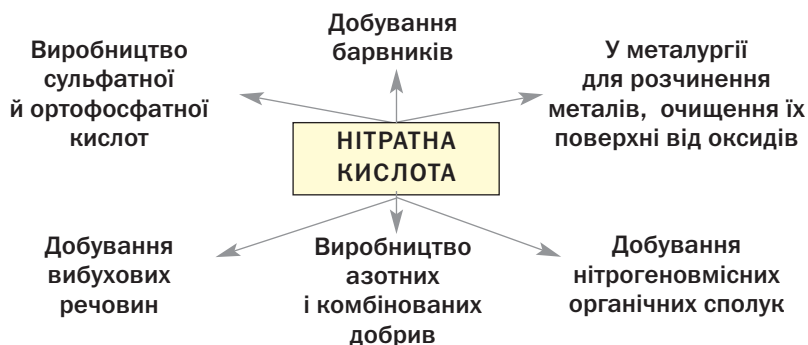 Виробництво
сульфатної
й ортофосфатної
кислот
Добування
барвників
У металургії
для розчинення
металів, очищення їх
поверхні від оксидів
НІТРАТНА
КИСЛОТА
Добування
вибухових
речовин
Виробництво
азотних
і комбінованих
добрив
Добування
нітрогеновмісних
органічних сполук